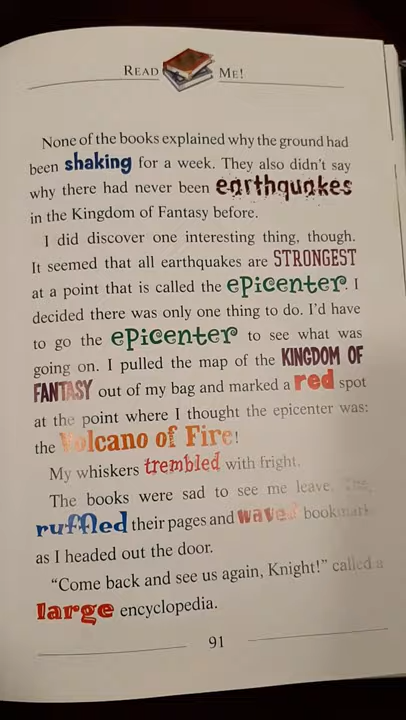 READ ME!
None of the books explained why the ground had
been shaking for a week. They also didn't say
why there had never been earthquakes
in the Kingdom of Fantasy before.
I did discover one interesting thing, though.
It seemed that all earthquakes are STRONGEST
at a point that is called the epicenter. I
decided there was only one thing to do. I'd have
to go the epicenter to see what was
going on. I pulled the map of the KINGDOM OF
FANTASY out of my bag and marked a red spot
at the point where I thought the epicenter was:
the Volcano of Fire!
My whiskers trembled with fright.
The books were sad to see me leave. They
ruffled their pages and waved bookmarks
as I headed out the door.
"Come back and see us again, Knight!" called a
large encyclopedia.
91